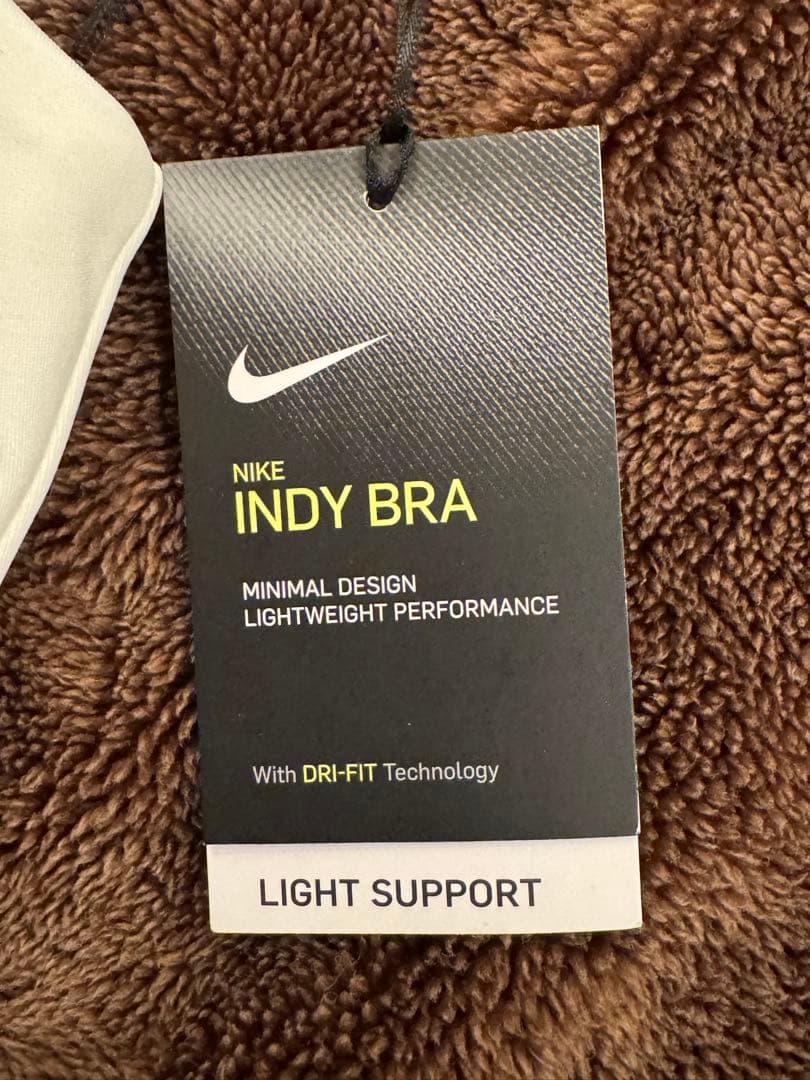 NIKE
INDY BRA
MINIMAL DESIGN
LIGHTWEIGHT PERFORMANCE
With DRI-FIT Technology
LIGHT SUPPORT